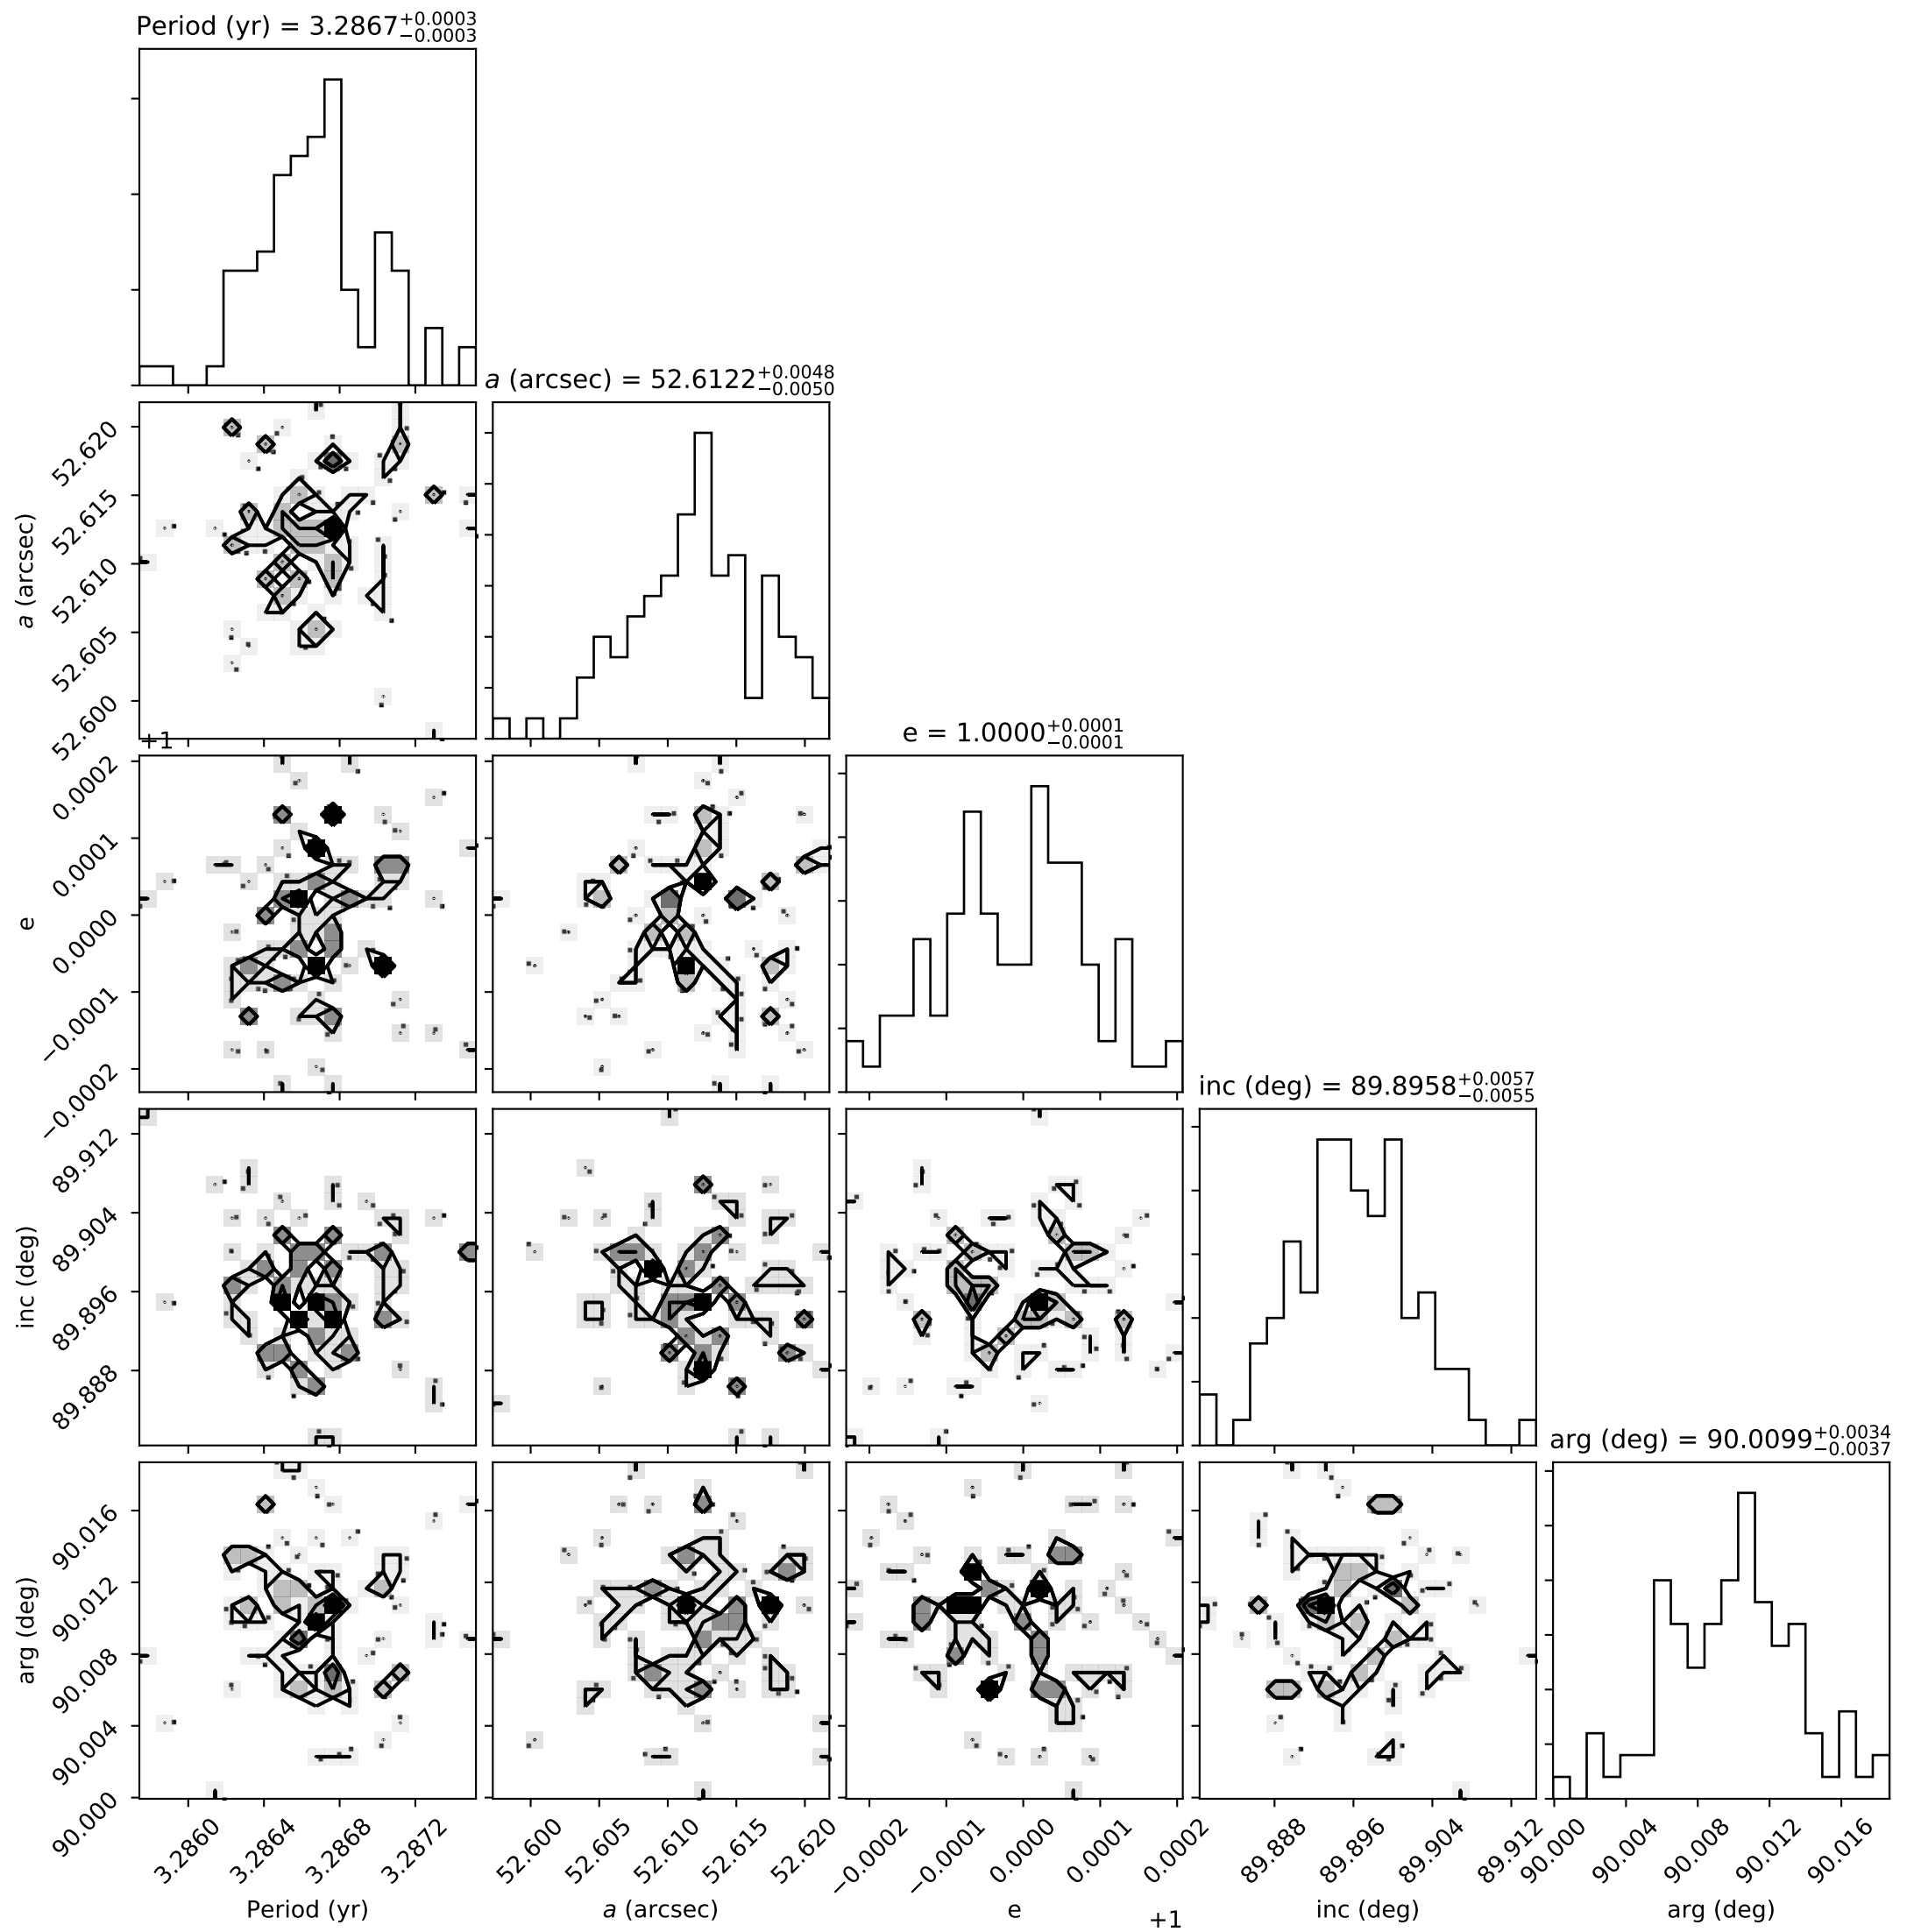 Period (yr) = 3.2867+0.0003 −0.0003
a (arcsec) = 52.6122+0.0048 −0.0050
52.620
52.615
52.610
52.605
52.600
a (arcsec)
+1
e = 1.0000+0.0001 −0.0001
0.0002
0.0001
0.0000
−0.0001
−0.0002
e
inc (deg) = 89.8958+0.0057 −0.0055
89.912
89.904
89.896
89.888
inc (deg)
arg (deg) = 90.0099+0.0034 −0.0037
90.016
90.012
90.008
90.004
90.000
arg (deg)
3.2860 3.2864 3.2868 3.2872 52.600 52.605 52.610 52.615 52.620 −0.0002 −0.0001 0.0000 0.0001 0.0002 89.888 89.896 89.904 89.912 90.000 90.004 90.008 90.012 90.016
Period (yr) a (arcsec) e inc (deg) arg (deg)
+1